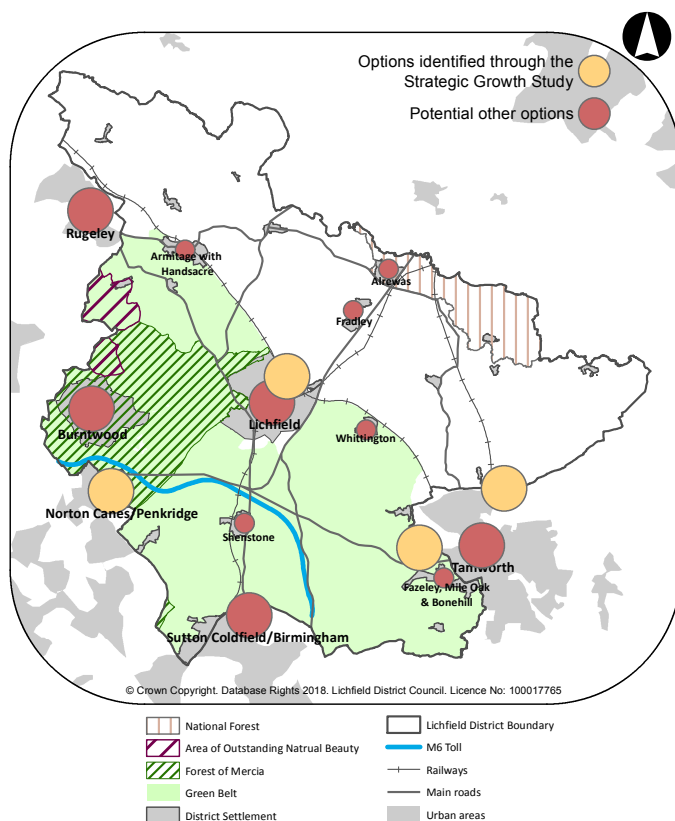 Options identified through the
Strategic Growth Study
Potential other options
Rugeley
Armitage with
Handsacre
Alrewas
Fradley
Lichfield
Burntwood
Whittington
Norton Canes/Penkridge
Shenstone
Tamworth
Fazeley, Mile Oak
& Bonehill
Sutton Coldfield/Birmingham
© Crown Copyright. Database Rights 2018. Lichfield District Council. Licence No: 100017765
National Forest
Area of Outstanding Natrual Beauty
Forest of Mercia
Green Belt
District Settlement
Lichfield District Boundary
M6 Toll
Railways
Main roads
Urban areas